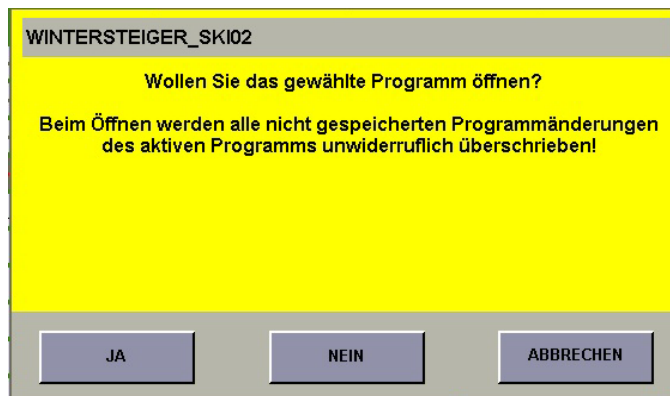 WINTERSTEIGER_SKI02
Wollen Sie das gewählte Programm öffnen?
Beim Öffnen werden alle nicht gespeicherten Programmänderungen
des aktiven Programms unwiderruflich überschrieben!
JA
NEIN
ABBRECHEN